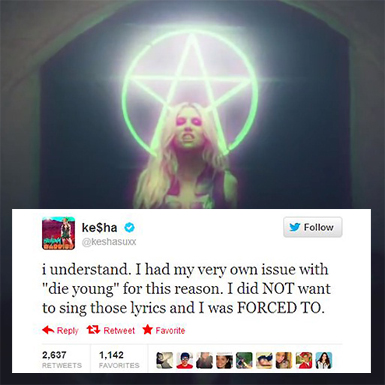 ke$ha
@keshasuxx
Follow
i understand. I had my very own issue with
"die young" for this reason. I did NOT want
to sing those lyrics and I was FORCED TO.
Reply Retweet Favorite
2,637 1,142
RETWEETS FAVORITES